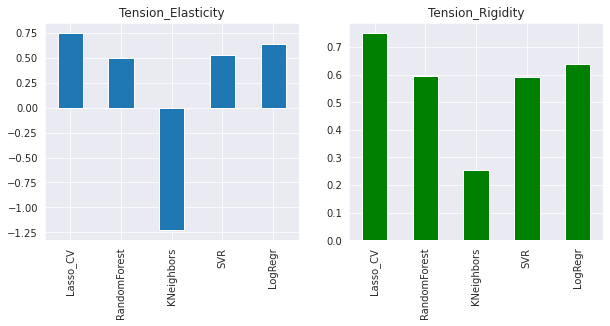 Tension_Elasticity
0.75
0.50
0.25
0.00
−0.25
−0.50
−0.75
−1.00
−1.25
Lasso_CV
RandomForest
KNeighbors
SVR
LogRegr
Tension_Rigidity
0.7
0.6
0.5
0.4
0.3
0.2
0.1
0.0
Lasso_CV
RandomForest
KNeighbors
SVR
LogRegr